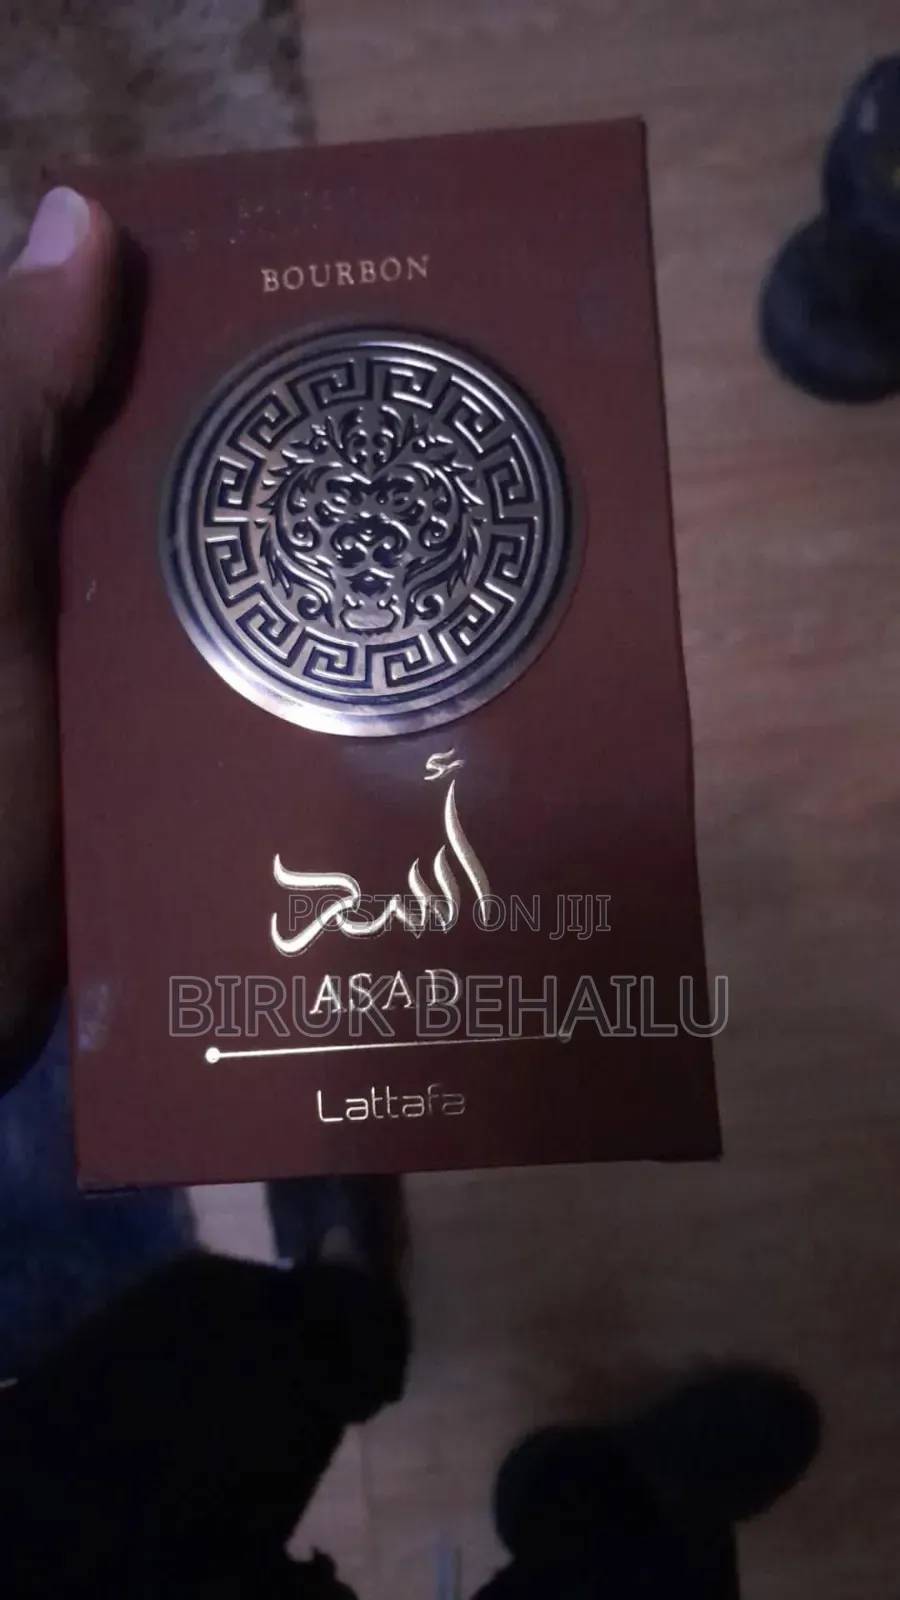 BOURBON
أسد
POSTED ON JIJI
ASAD
BIRUK BEHAILU
Lattafa